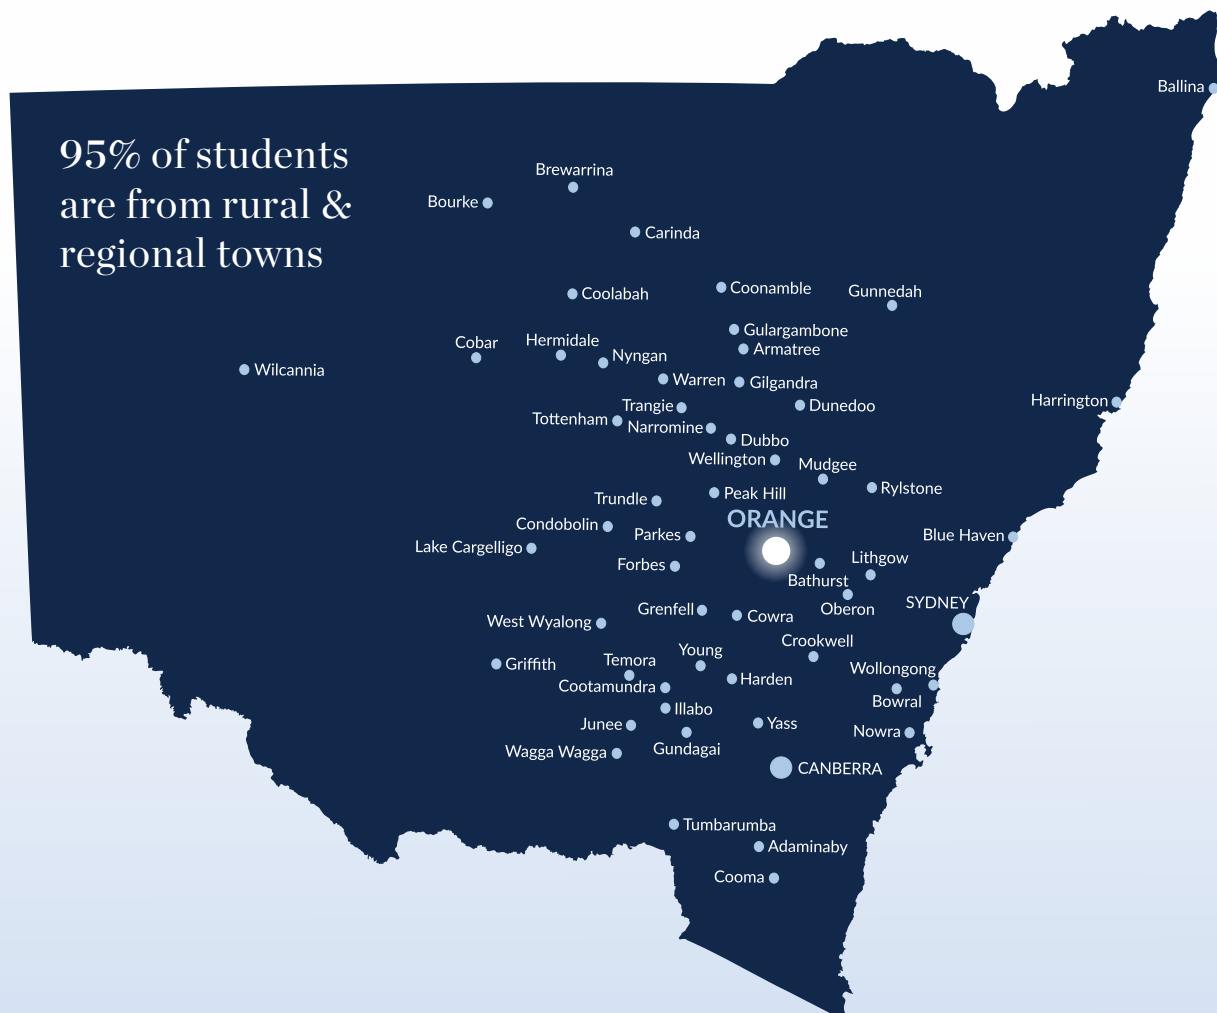 Ballina
95% of students
are from rural &
regional towns
Brewarrina
Bourke
Carinda
Coolabah
Coonamble
Gunnedah
Gulargambone
Cobar
Hermidale
Armatree
Nyngan
Wilcannia
Warren
Gilgandra
Harrington
Trangie
Dunedoo
Tottenham
Narromine
Dubbo
Wellington
Mudgee
Rylstone
Peak Hill
Trundle
ORANGE
Condobolin
Parkes
Blue Haven
Lake Cargelligo
Lithgow
Forbes
Bathurst
SYDNEY
Grenfell
Oberon
Cowra
West Wyalong
Crookwell
Young
Temora
Griffith
Wollongong
Harden
Cootamundra
Bowral
Illabo
Junee
Yass
Nowra
Gundagai
Wagga Wagga
CANBERRA
Tumbarumba
Adaminaby
Cooma